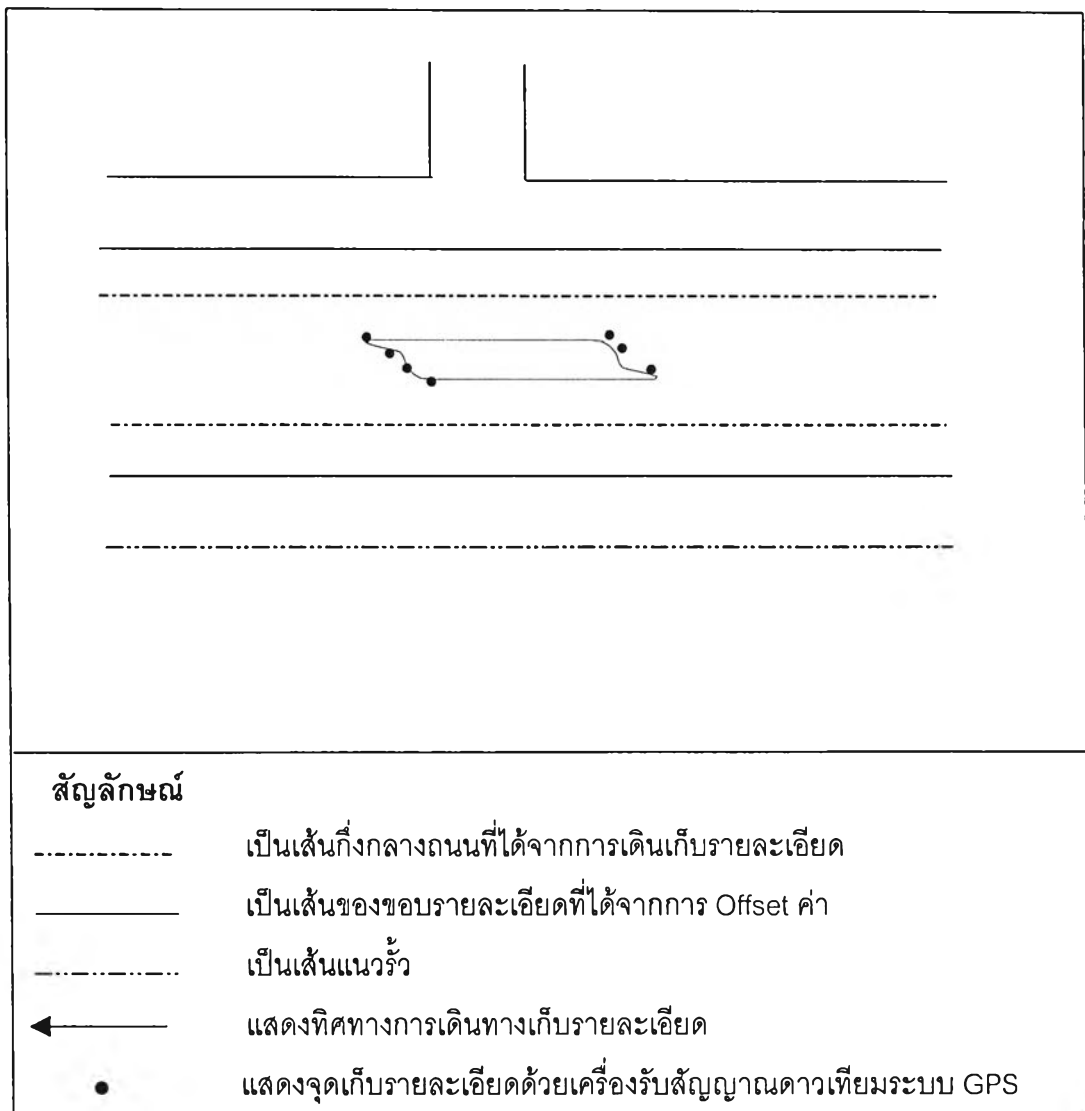 สัญลักษณ์
เป็นเส้นกึ่งกลางถนนที่ได้จากการเดินเก็บรายละเอียด
เป็นเส้นของขอบรายละเอียดที่ได้จากการ Offset ค่า
เป็นเส้นแนวรั้ว
แสดงทิศทางการเดินทางเก็บรายละเอียด
แสดงจุดเก็บรายละเอียดด้วยเครื่องรับสัญญาณดาวเทียมระบบ GPS